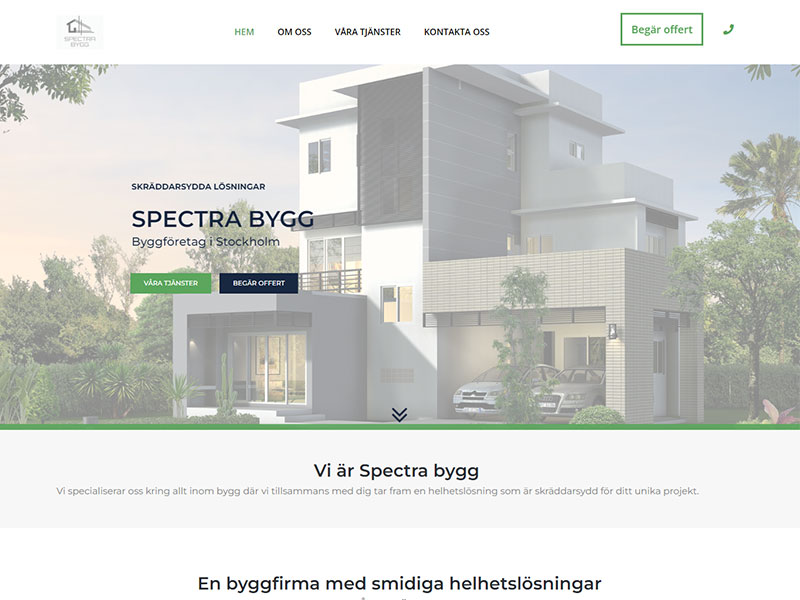 SPECTRA
BYGG
HEM
OM OSS
VÅRA TJÄNSTER
KONTAKTA OSS
Begär offert
SKRÄDDARSYDDA LÖSNINGAR
SPECTRA BYGG
Byggföretag i Stockholm
VÅRA TJÄNSTER
BEGÄR OFFERT
Vi är Spectra bygg
Vi specialiserar oss kring allt inom bygg där vi tillsammans med dig tar fram en helhetslösning som är skräddarsydd för ditt unika projekt.
En byggfirma med smidiga helhetslösningar